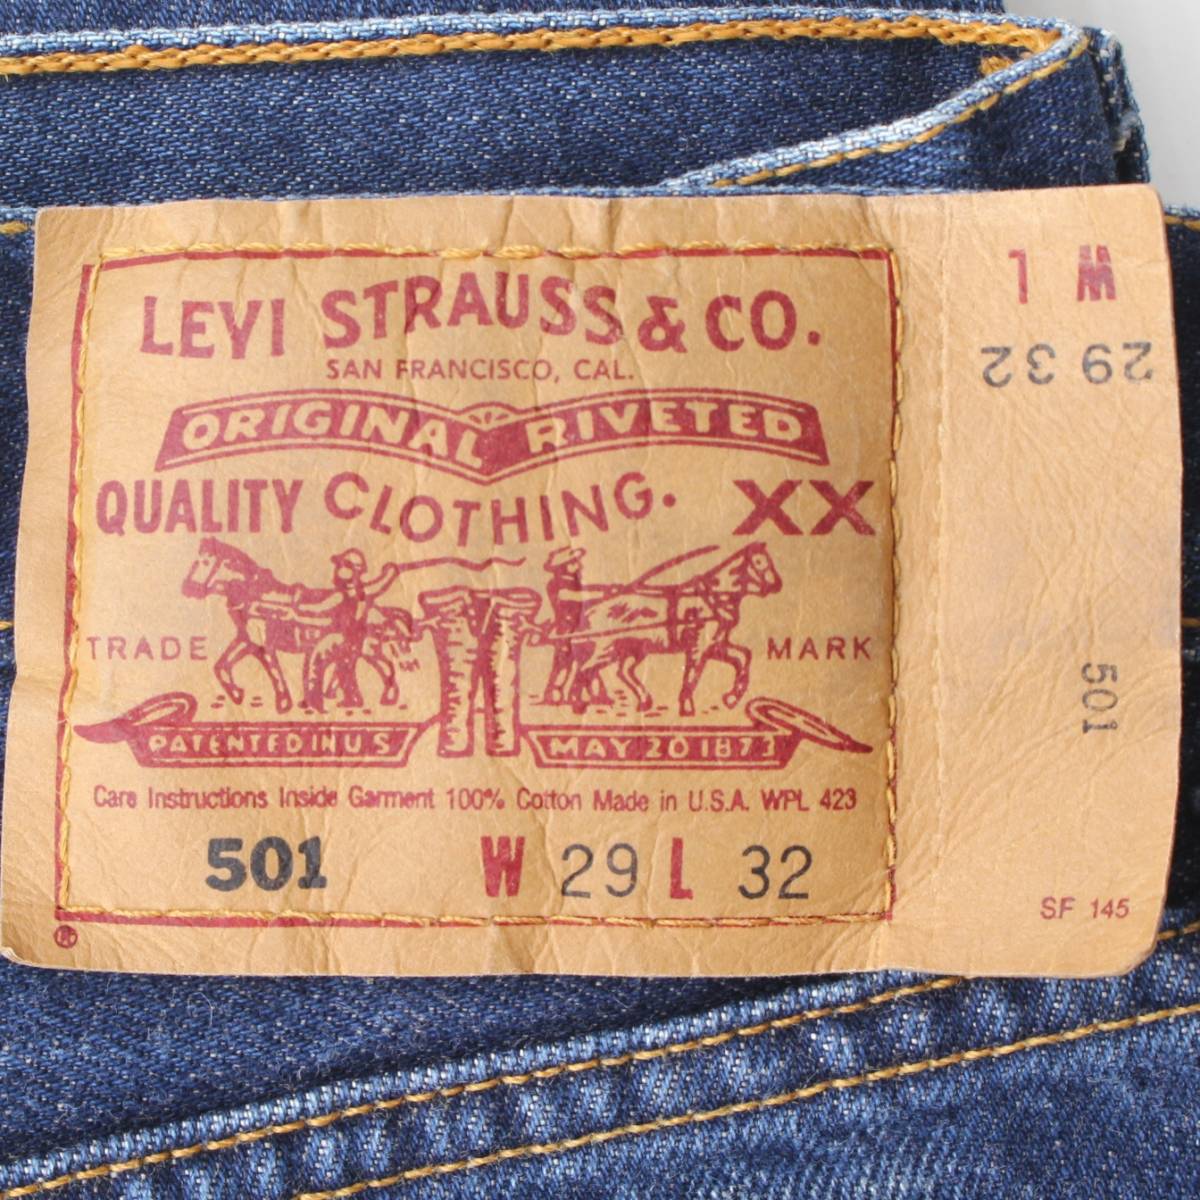 LEVI STRAUSS & CO.
SAN FRANCISCO, CAL.
ORIGINAL RIVETED
QUALITY CLOTHING. XX
TRADE MARK
PATENTED IN U S MAY 20 1873
Care Instructions Inside Garment 100% Cotton Made in U.S.A. WPL 423
501 W 29 L 32
®
W L
29 32
501
SF 145